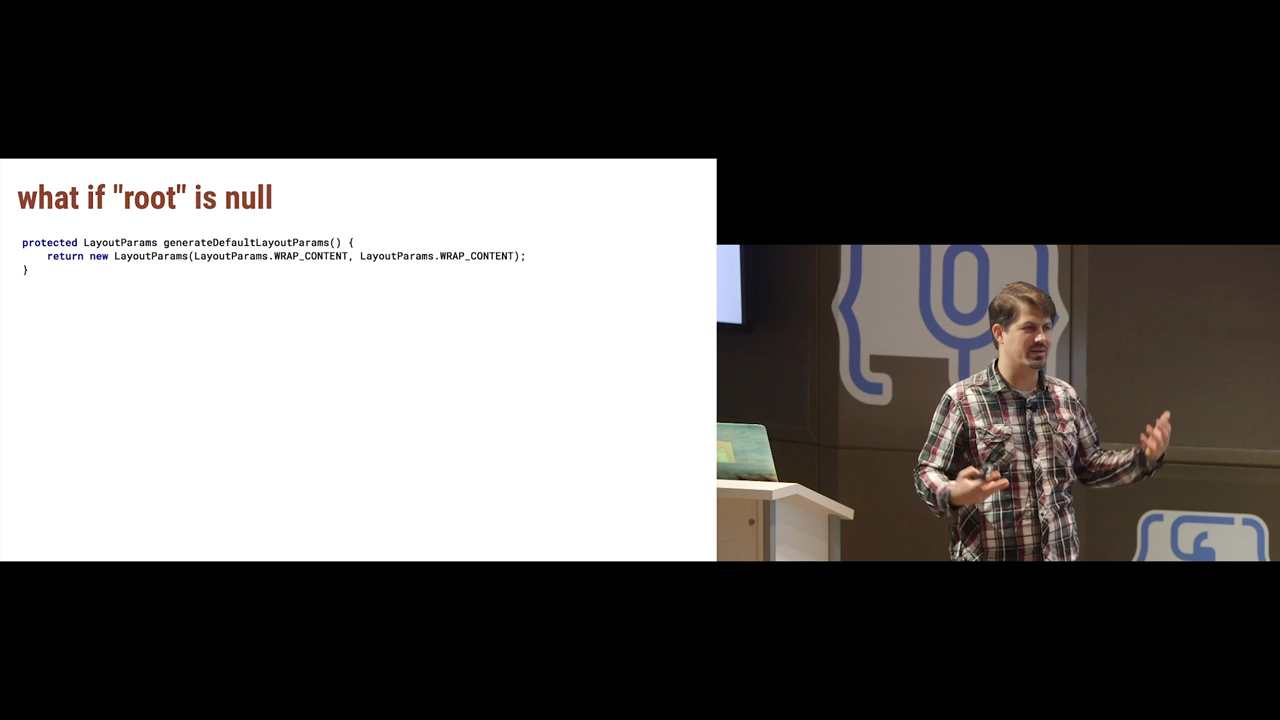 what if "root" is null
protected LayoutParams generateDefaultLayoutParams() {
    return new LayoutParams(LayoutParams.WRAP_CONTENT, LayoutParams.WRAP_CONTENT);
}